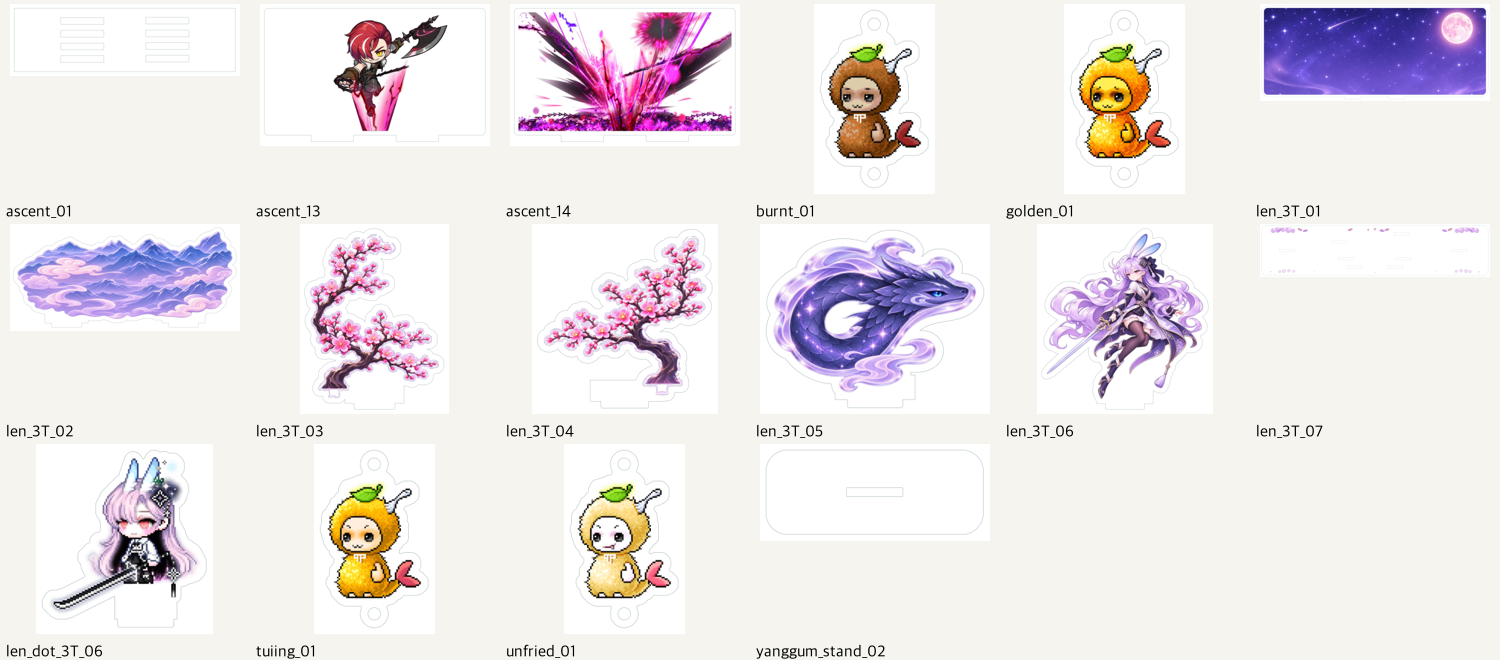 ascent_01
ascent_13
ascent_14
burnt_01
golden_01
len_3T_01
len_3T_02
len_3T_03
len_3T_04
len_3T_05
len_3T_06
len_3T_07
len_dot_3T_06
tuiing_01
unfried_01
yanggum_stand_02